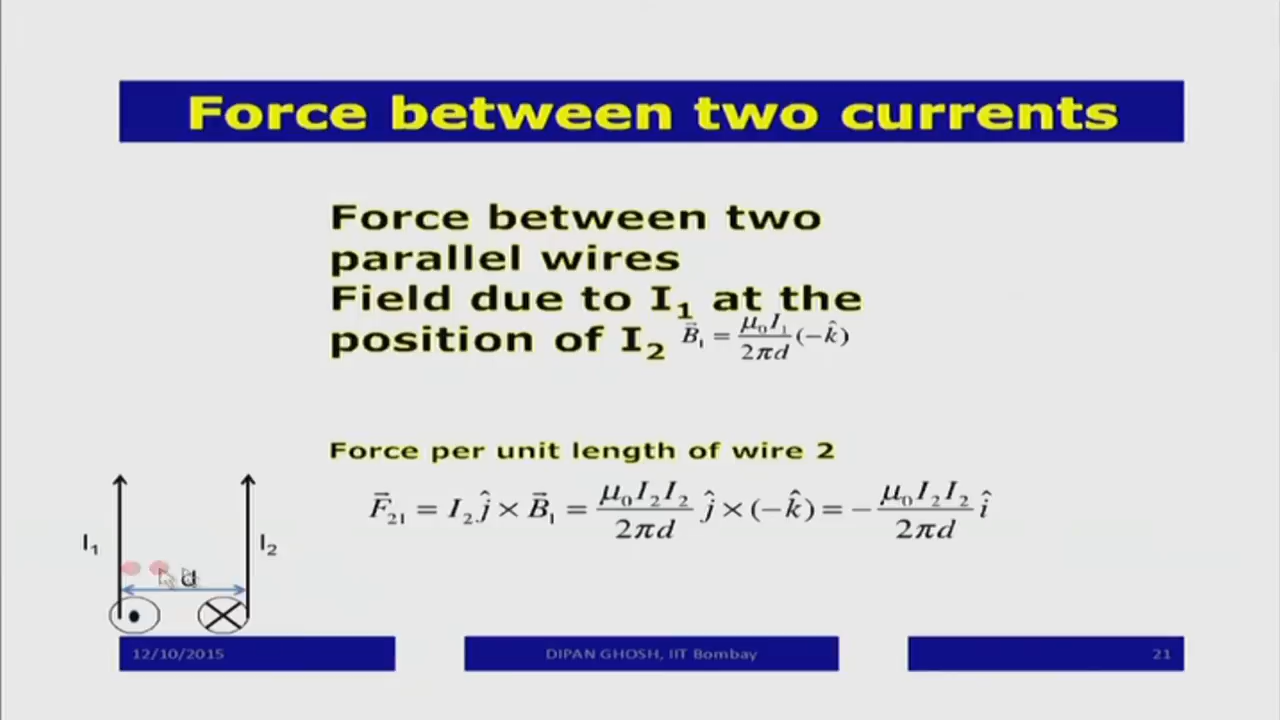 Force between two currents
Force between two
parallel wires
Field due to I₁ at the
position of I₂ B⃗₁ = μ₀I₁/2πd (−k̂)
Force per unit length of wire 2
F⃗₂₁ = I₂ĵ × B⃗₁ = μ₀I₂I₂/2πd ĵ × (−k̂) = − μ₀I₂I₂/2πd î
I₁
I₂
d
12/10/2015
DIPAN GHOSH, IIT Bombay
21